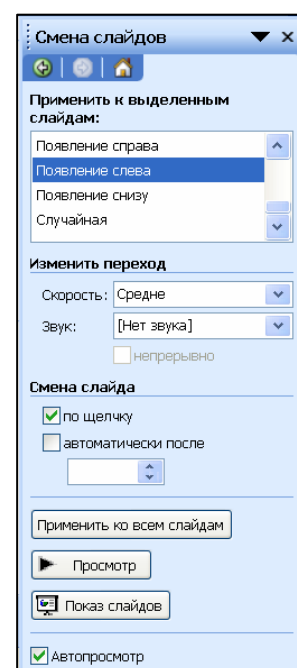 Смена слайдов
Применить к выделенным
слайдам:
Появление справа
Появление слева
Появление снизу
Случайная
Изменить переход
Скорость: Средне
Звук: [Нет звука]
непрерывно
Смена слайда
по щелчку
автоматически после
Применить ко всем слайдам
Просмотр
Показ слайдов
Автопросмотр